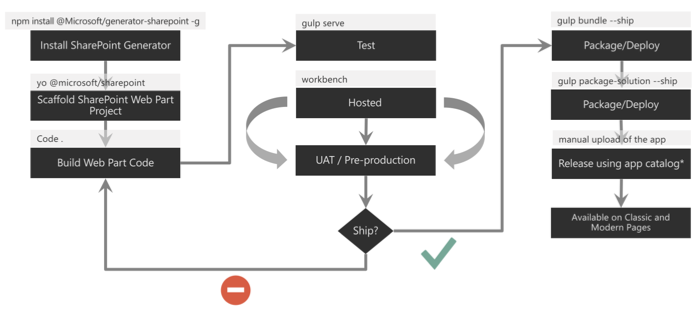 npm install @Microsoft/generator-sharepoint -g
Install SharePoint Generator
yo @microsoft/sharepoint
Scaffold SharePoint Web Part
Project
Code .
Build Web Part Code
gulp serve
Test
workbench
Hosted
UAT / Pre-production
Ship?
gulp bundle --ship
Package/Deploy
gulp package-solution --ship
Package/Deploy
manual upload of the app
Release using app catalog*
Available on Classic and
Modern Pages